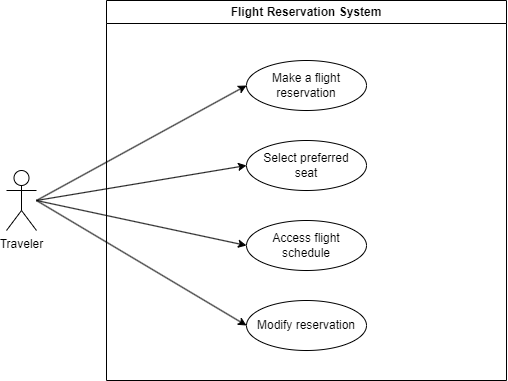 Flight Reservation System
Make a flight
reservation
Select preferred
seat
Traveler
Access flight
schedule
Modify reservation